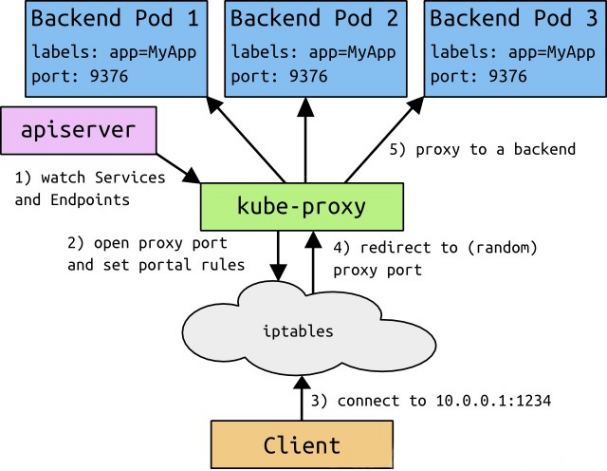 Backend Pod 1
labels: app=MyApp
port: 9376
Backend Pod 2
labels: app=MyApp
port: 9376
Backend Pod 3
labels: app=MyApp
port: 9376
apiserver
1) watch Services
and Endpoints
5) proxy to a backend
kube-proxy
2) open proxy port
and set portal rules
4) redirect to (random)
proxy port
iptables
3) connect to 10.0.0.1:1234
Client